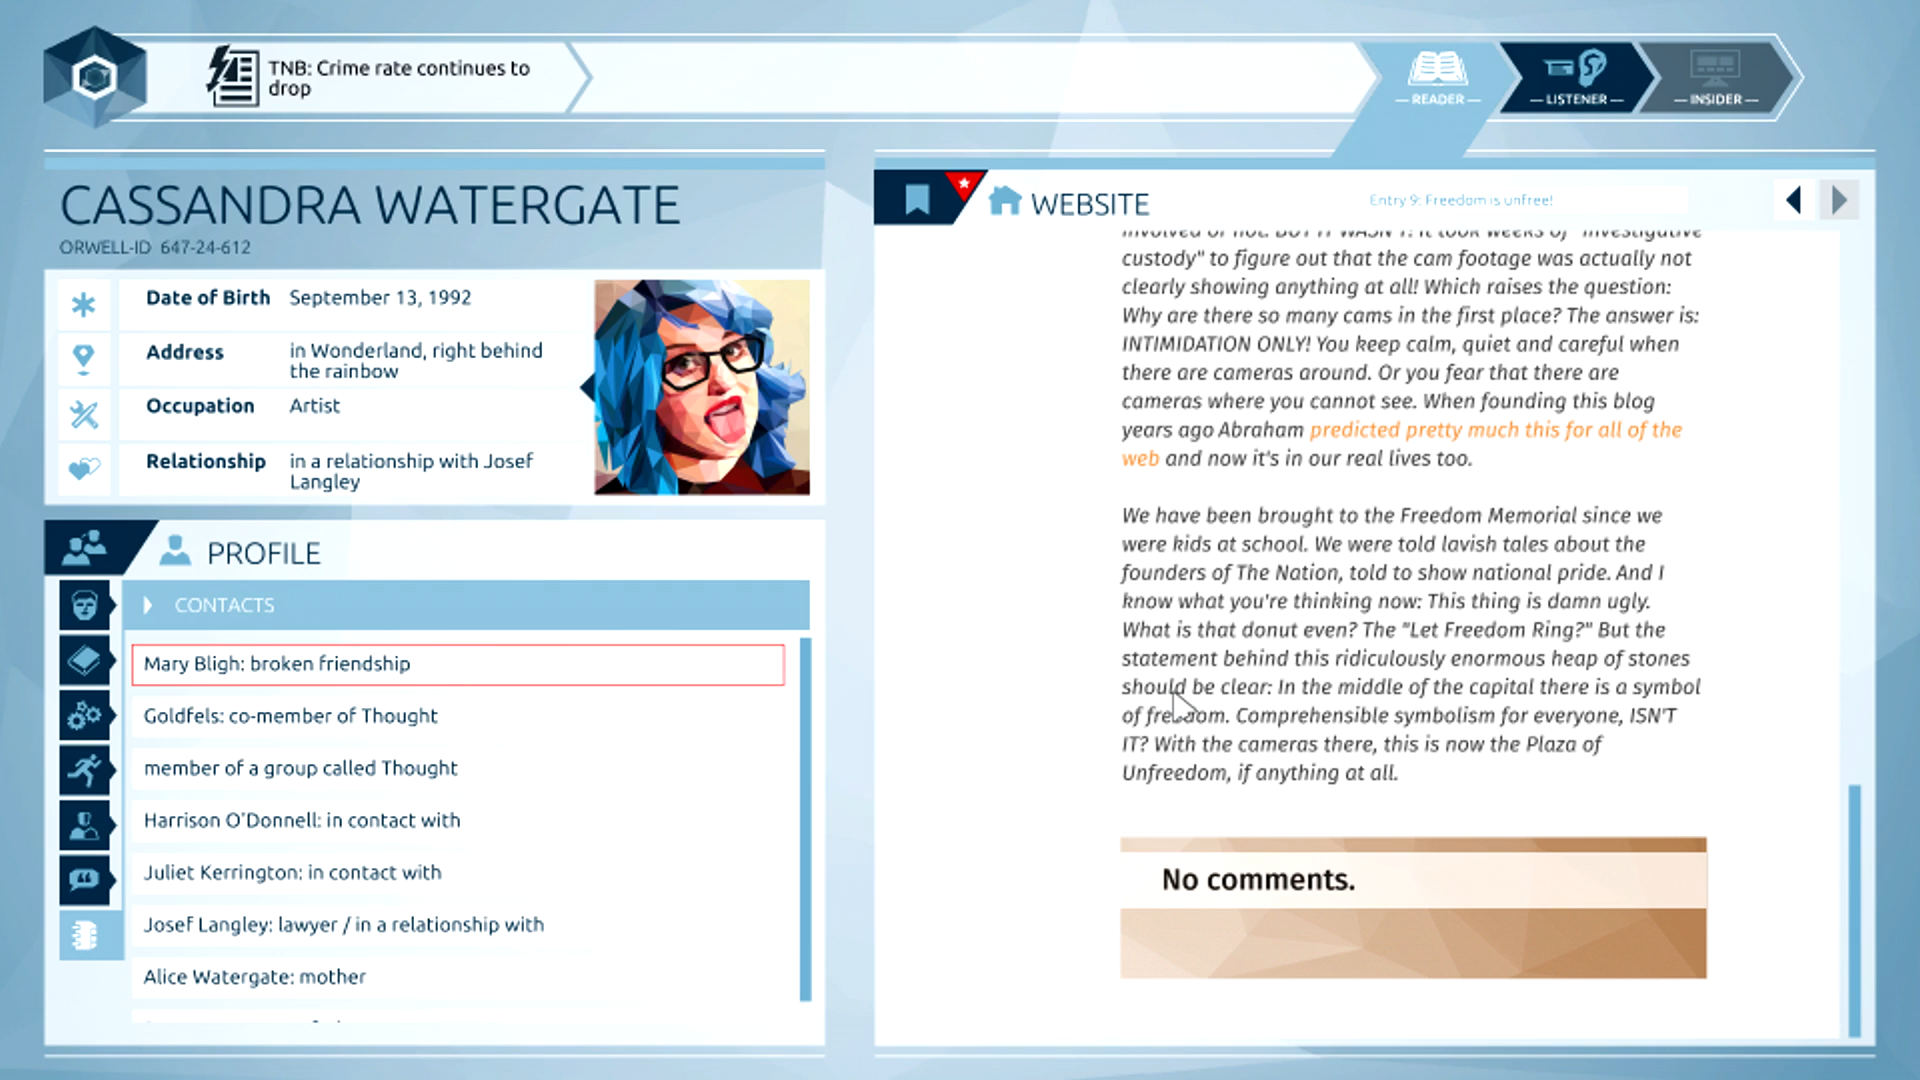 TNB: Crime rate continues to
drop
— READER —
— LISTENER —
— INSIDER —
CASSANDRA WATERGATE
ORWELL-ID 647-24-612
Date of Birth September 13, 1992
Address in Wonderland, right behind
the rainbow
Occupation Artist
Relationship in a relationship with Josef
Langley
PROFILE
CONTACTS
Mary Bligh: broken friendship
Goldfels: co-member of Thought
member of a group called Thought
Harrison O'Donnell: in contact with
Juliet Kerrington: in contact with
Josef Langley: lawyer / in a relationship with
Alice Watergate: mother
WEBSITE
Entry 9: Freedom is unfree!
involved or not. BUT IT WASN'T! It took weeks of "investigative
custody" to figure out that the cam footage was actually not
clearly showing anything at all! Which raises the question:
Why are there so many cams in the first place? The answer is:
INTIMIDATION ONLY! You keep calm, quiet and careful when
there are cameras around. Or you fear that there are
cameras where you cannot see. When founding this blog
years ago Abraham predicted pretty much this for all of the
web and now it's in our real lives too.
We have been brought to the Freedom Memorial since we
were kids at school. We were told lavish tales about the
founders of The Nation, told to show national pride. And I
know what you're thinking now: This thing is damn ugly.
What is that donut even? The "Let Freedom Ring?" But the
statement behind this ridiculously enormous heap of stones
should be clear: In the middle of the capital there is a symbol
of freedom. Comprehensible symbolism for everyone, ISN'T
IT? With the cameras there, this is now the Plaza of
Unfreedom, if anything at all.
No comments.